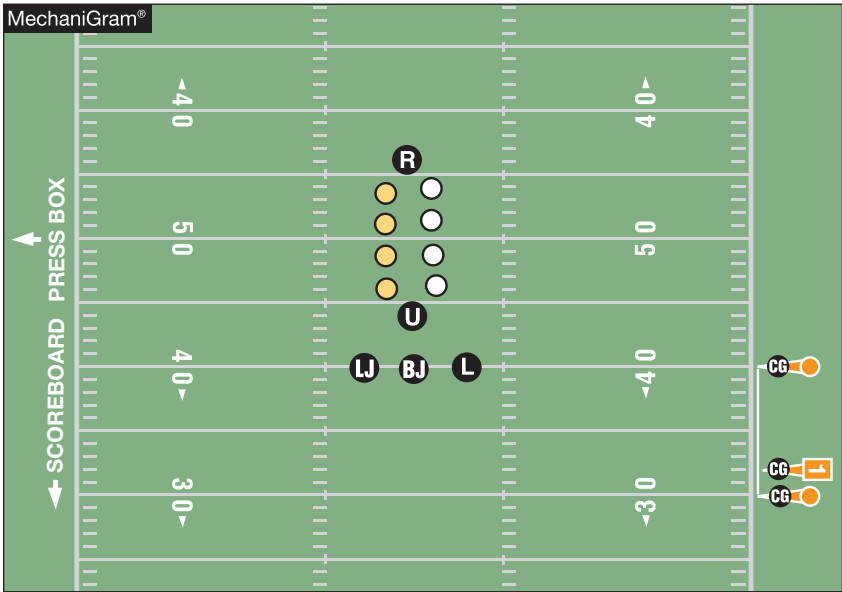 MechaniGram®
◄40
40►
R
PRESS BOX
50
50
U
SCOREBOARD
40►
LJ
BJ
L
◄40
CG
CG
1
CG
30►
◄30